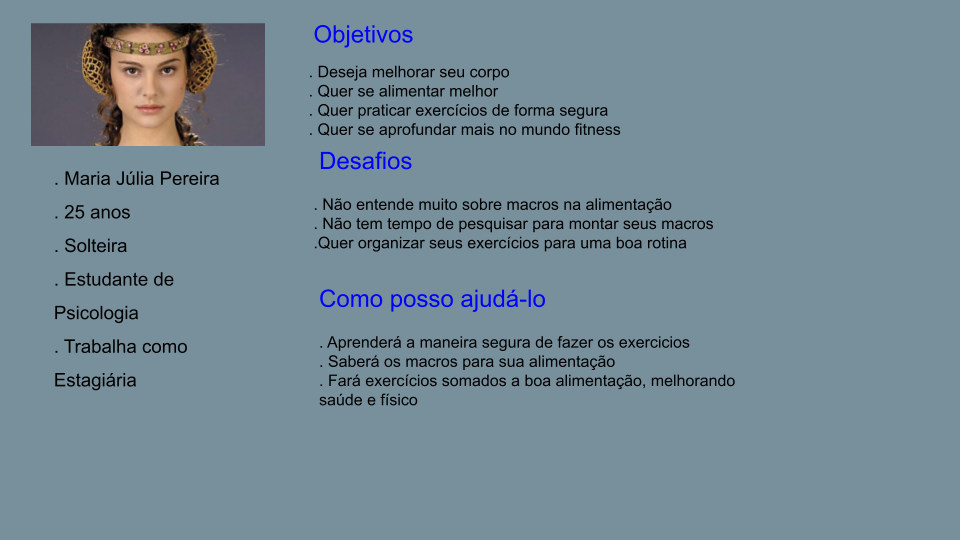 . Maria Júlia Pereira
. 25 anos
. Solteira
. Estudante de
Psicologia
. Trabalha como
Estagiária
Objetivos
. Deseja melhorar seu corpo
. Quer se alimentar melhor
. Quer praticar exercícios de forma segura
. Quer se aprofundar mais no mundo fitness
Desafios
. Não entende muito sobre macros na alimentação
. Não tem tempo de pesquisar para montar seus macros
.Quer organizar seus exercícios para uma boa rotina
Como posso ajudá-lo
. Aprenderá a maneira segura de fazer os exercicios
. Saberá os macros para sua alimentação
. Fará exercícios somados a boa alimentação, melhorando
saúde e físico